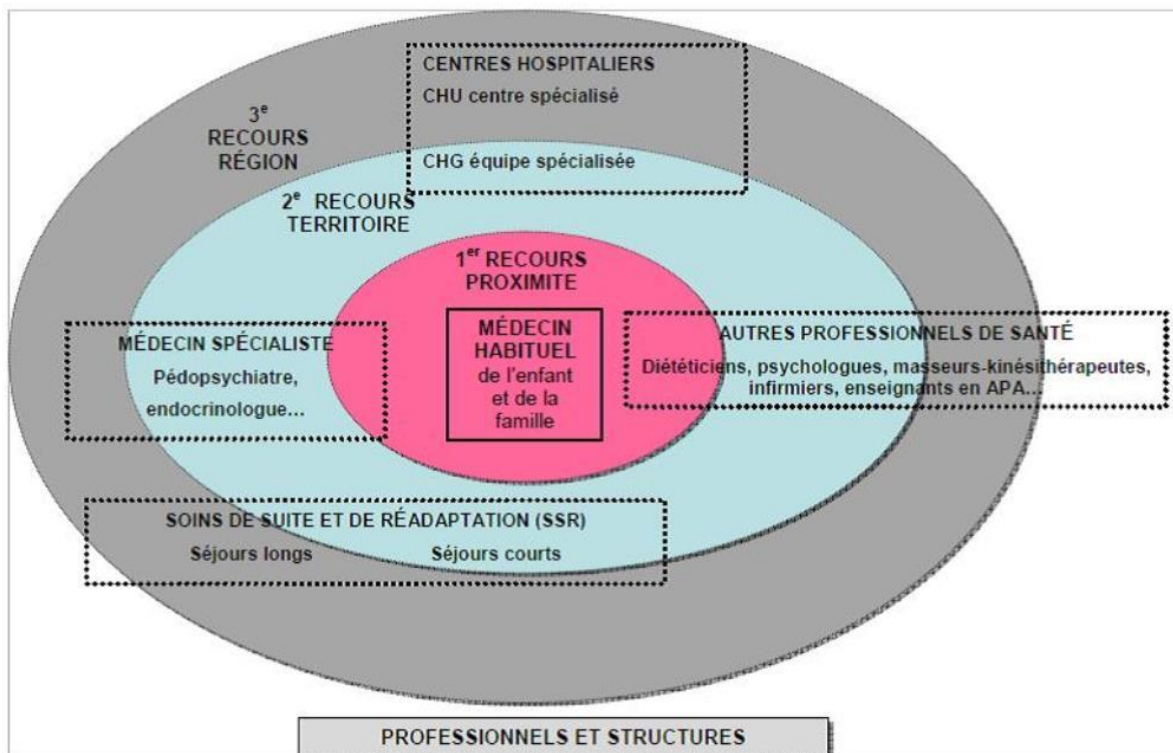 CENTRES HOSPITALIERS
CHU centre spécialisé
CHG équipe spécialisée
3e
RECOURS
RÉGION
2e RECOURS
TERRITOIRE
1er RECOURS
PROXIMITE
MÉDECIN
HABITUEL
de l'enfant
et de la
famille
MÉDECIN SPÉCIALISTE
Pédopsychiatre,
endocrinologue...
AUTRES PROFESSIONNELS DE SANTÉ
Diététiciens, psychologues, masseurs-kinésithérapeutes,
infirmiers, enseignants en APA...
SOINS DE SUITE ET DE RÉADAPTATION (SSR)
Séjours longs Séjours courts
PROFESSIONNELS ET STRUCTURES